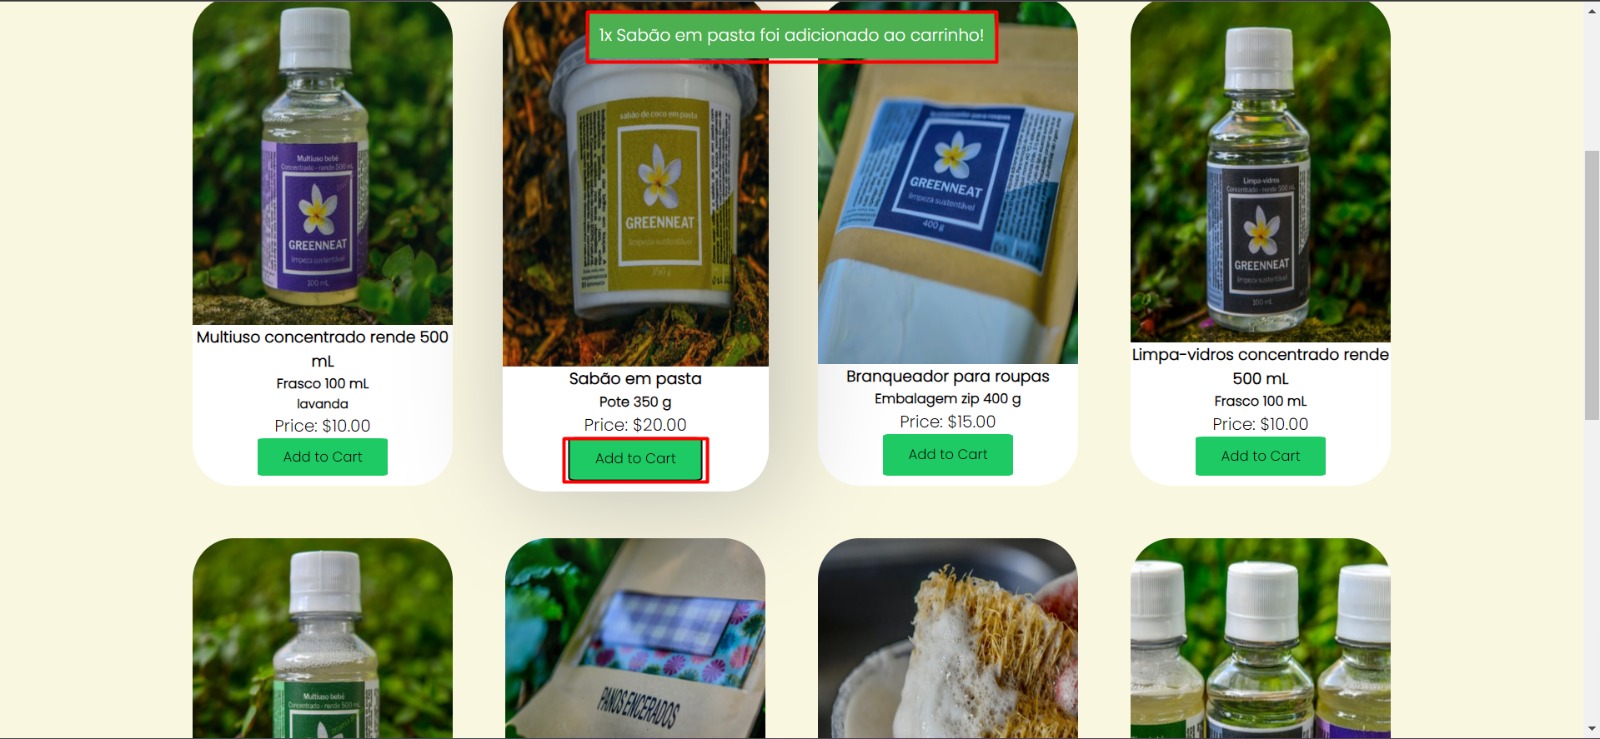 1x Sabão em pasta foi adicionado ao carrinho!
Multiuso bebê
Concentrado - rende 500 mL
GREENNEAT
limpeza sustentável
100 mL
Multiuso concentrado rende 500
mL
Frasco 100 mL
lavanda
Price: $10.00
Add to Cart
sabão de coco em pasta
GREENNEAT
limpeza sustentável
350 g
Sabão em pasta
Pote 350 g
Price: $20.00
Add to Cart
Branqueador para roupas
GREENNEAT
limpeza sustentável
400 g
Branqueador para roupas
Embalagem zip 400 g
Price: $15.00
Add to Cart
Limpa-vidros
Concentrado - rende 500 mL
GREENNEAT
limpeza sustentável
100 mL
Limpa-vidros concentrado rende
500 mL
Frasco 100 mL
Price: $10.00
Add to Cart
Multiuso bebê
Concentrado - rende 500 mL
PANOS ENCERADOS